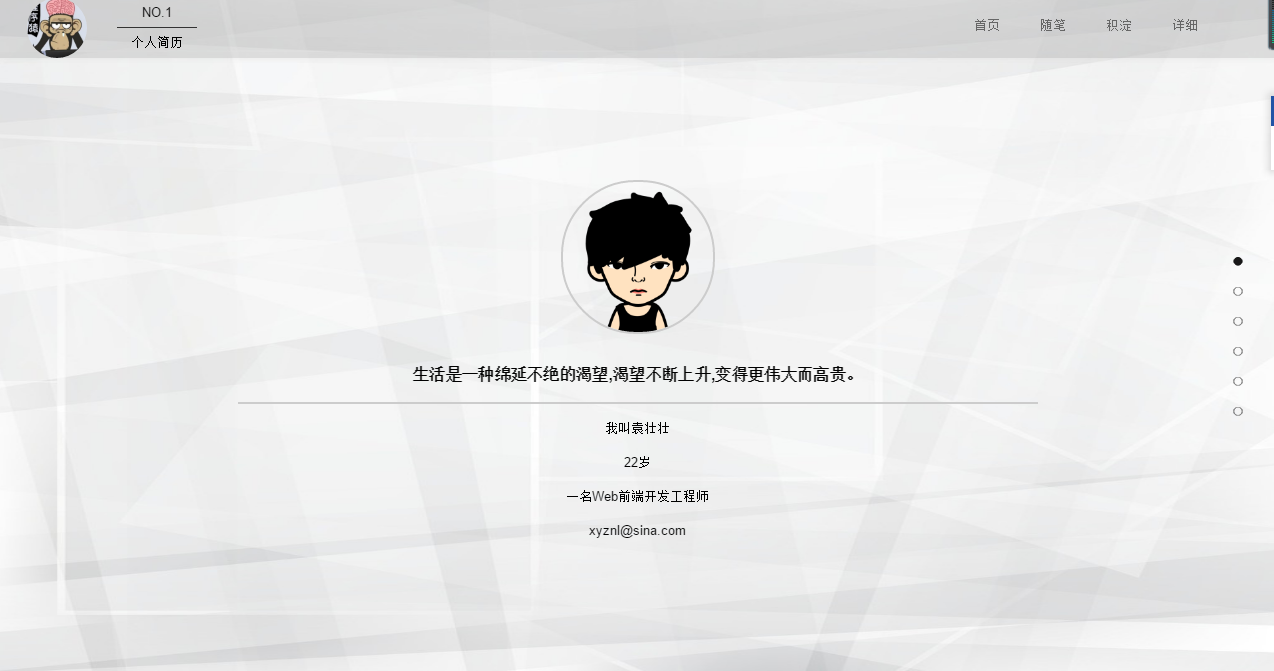 NO.1
个人简历
首页
随笔
积淀
详细
生活是一种绵延不绝的渴望,渴望不断上升,变得更伟大而高贵。
我叫袁壮壮
22岁
一名Web前端开发工程师
xyznl@sina.com